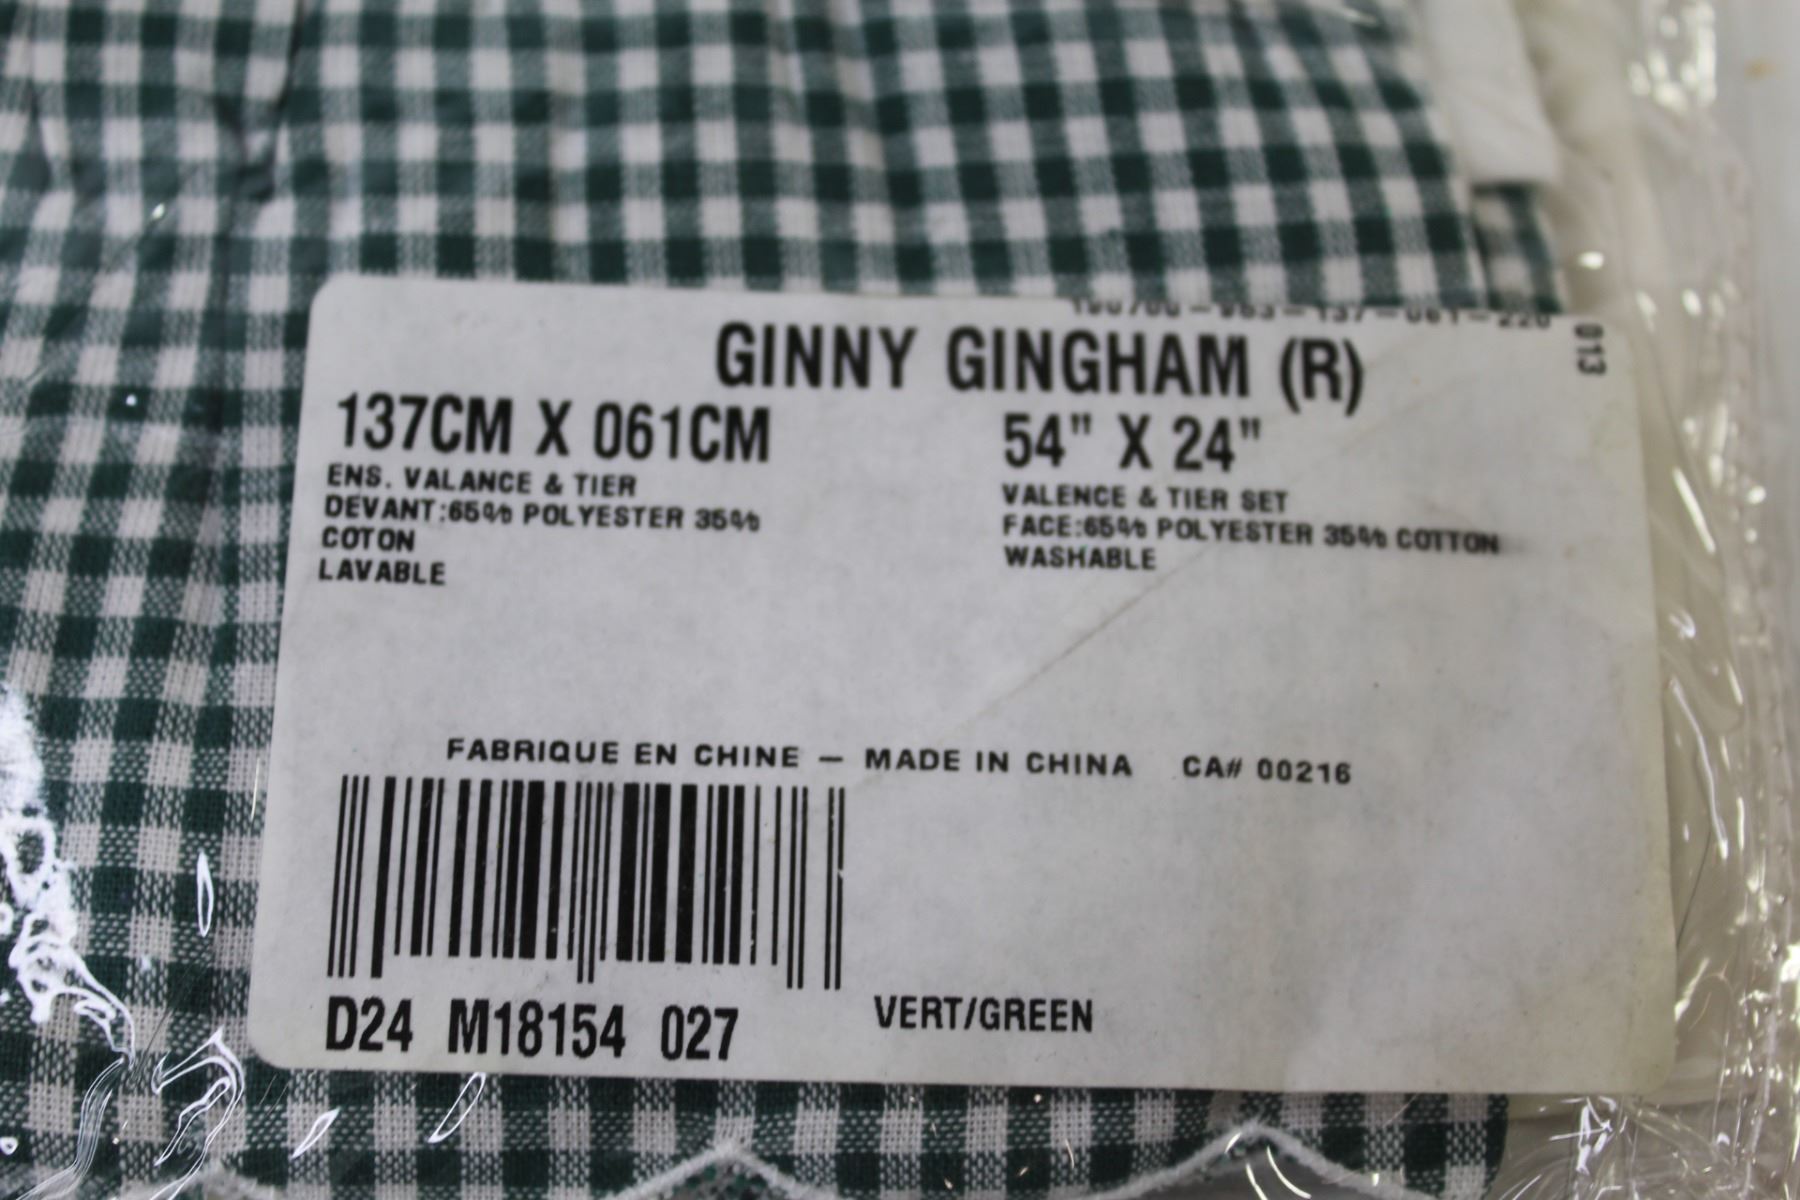 013
GINNY GINGHAM (R)
137CM X 061CM 54" X 24"
ENS. VALANCE & TIER
DEVANT:65% POLYESTER 35%
COTON
LAVABLE
VALENCE & TIER SET
FACE:65% POLYESTER 35% COTTON
WASHABLE
FABRIQUE EN CHINE — MADE IN CHINA CA# 00216
D24 M18154 027
VERT/GREEN